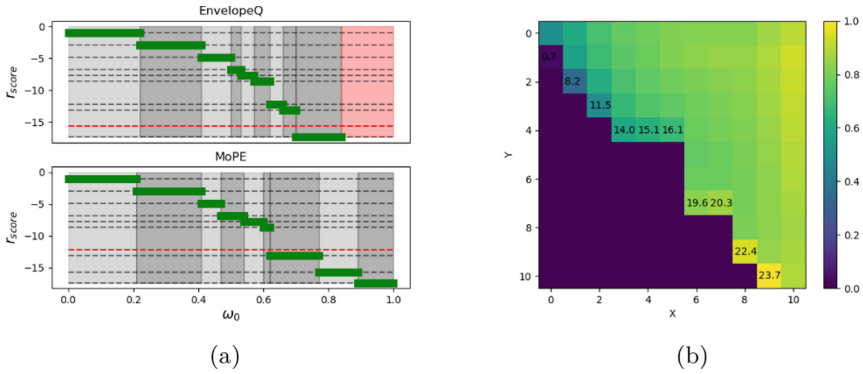 EnvelopeQ
0
−5
−10
−15
r_score
MoPE
0
−5
−10
−15
r_score
0.0 0.2 0.4 0.6 0.8 1.0
ω₀
(a)
0
2
4
6
8
10
Y
0.7
8.2
11.5
14.0 15.1 16.1
19.6 20.3
22.4
23.7
0 2 4 6 8 10
X
1.0
0.8
0.6
0.4
0.2
0.0
(b)